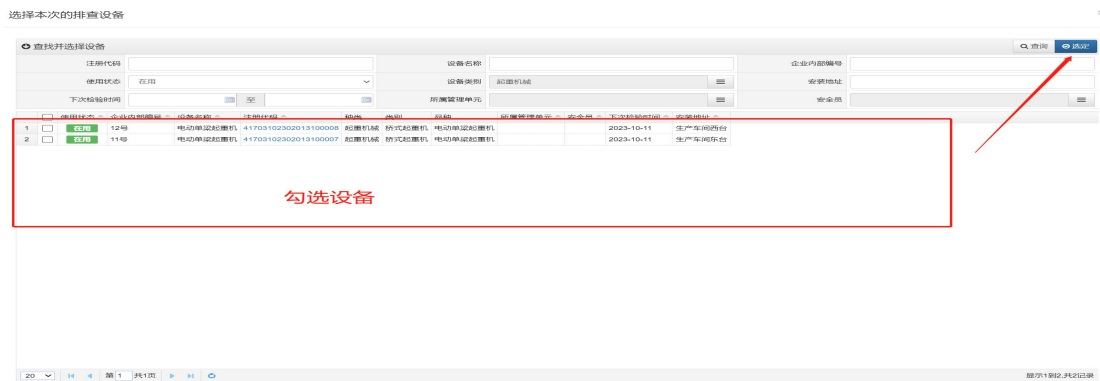 选择本次的排查设备
查找并选择设备 查询 选定
注册代码 设备名称 企业内部编号
使用状态 在用 设备类别 起重机械 安装地址
下次检验时间 至 所属管理单元 安全员
使用状态 企业内部编号 设备名称 注册代码 种类 类别 品种 所属管理单元 安全员 下次检验时间 安装地址
1 在用 12号 电动单梁起重机 41703102302013100008 起重机械 桥式起重机 电动单梁起重机 2023-10-11 生产车间西台
2 在用 11号 电动单梁起重机 41703102302013100007 起重机械 桥式起重机 电动单梁起重机 2023-10-11 生产车间东台
勾选设备
20 第 1 共1页 显示1到2,共2记录